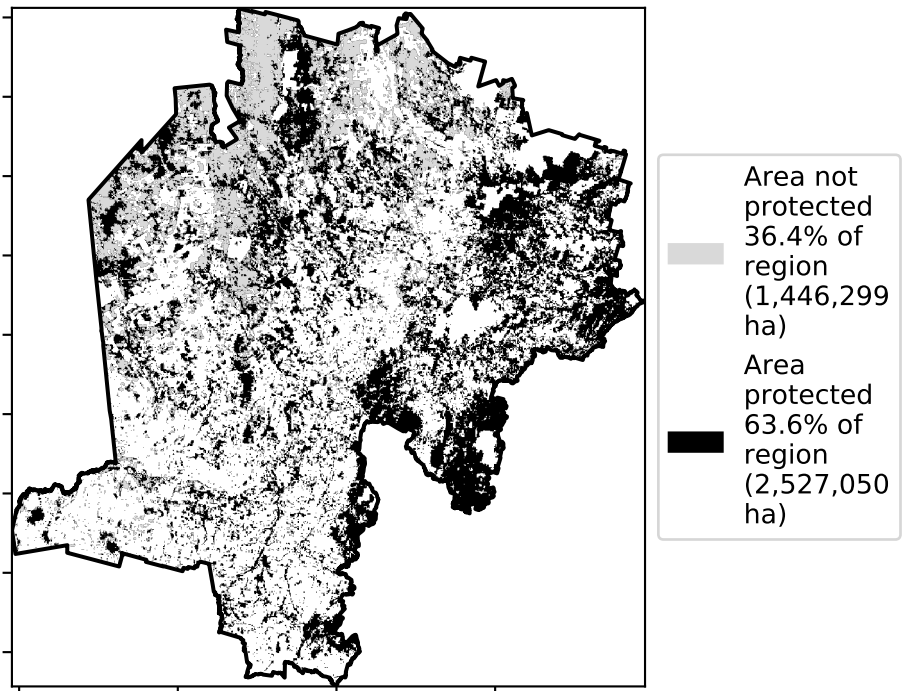 Area not
protected
36.4% of
region
(1,446,299
ha)
Area
protected
63.6% of
region
(2,527,050
ha)